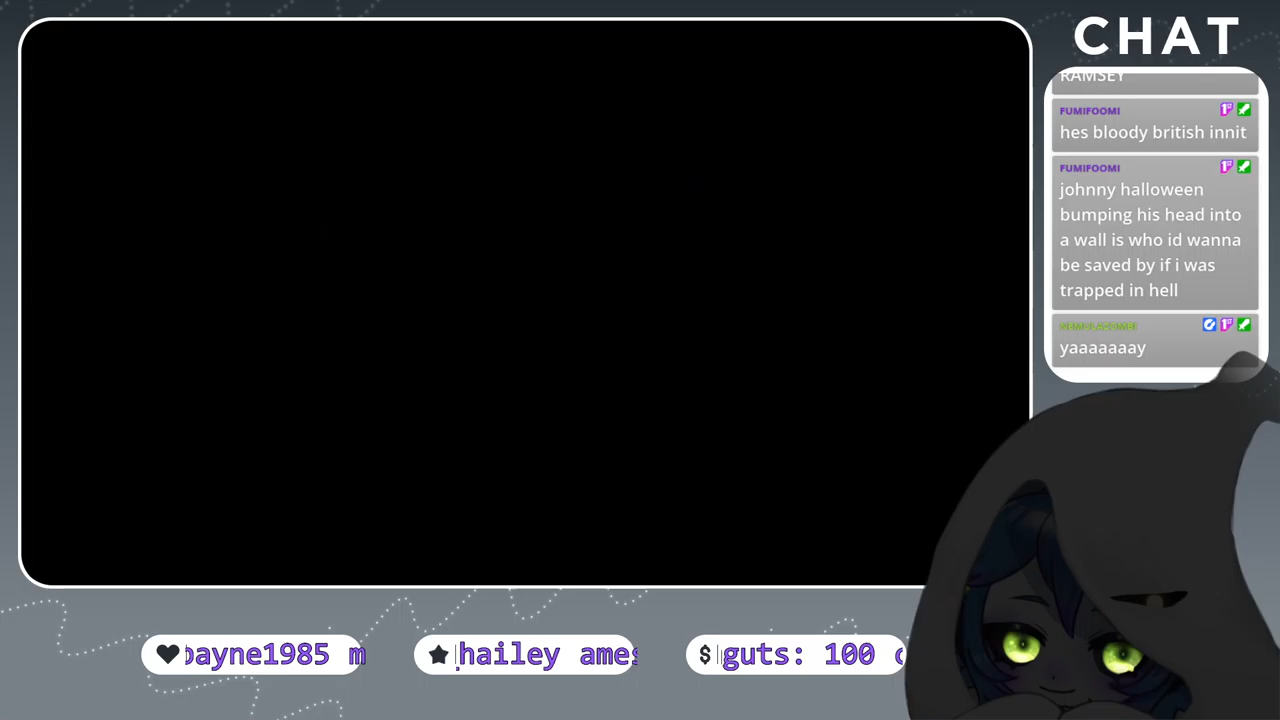 CHAT
RAMSEY
FUMIFOOMI
hes bloody british innit
FUMIFOOMI
johnny halloween
bumping his head into
a wall is who id wanna
be saved by if i was
trapped in hell
yaaaaaaay
bayne1985 m
hailey ames
$ guts: 100